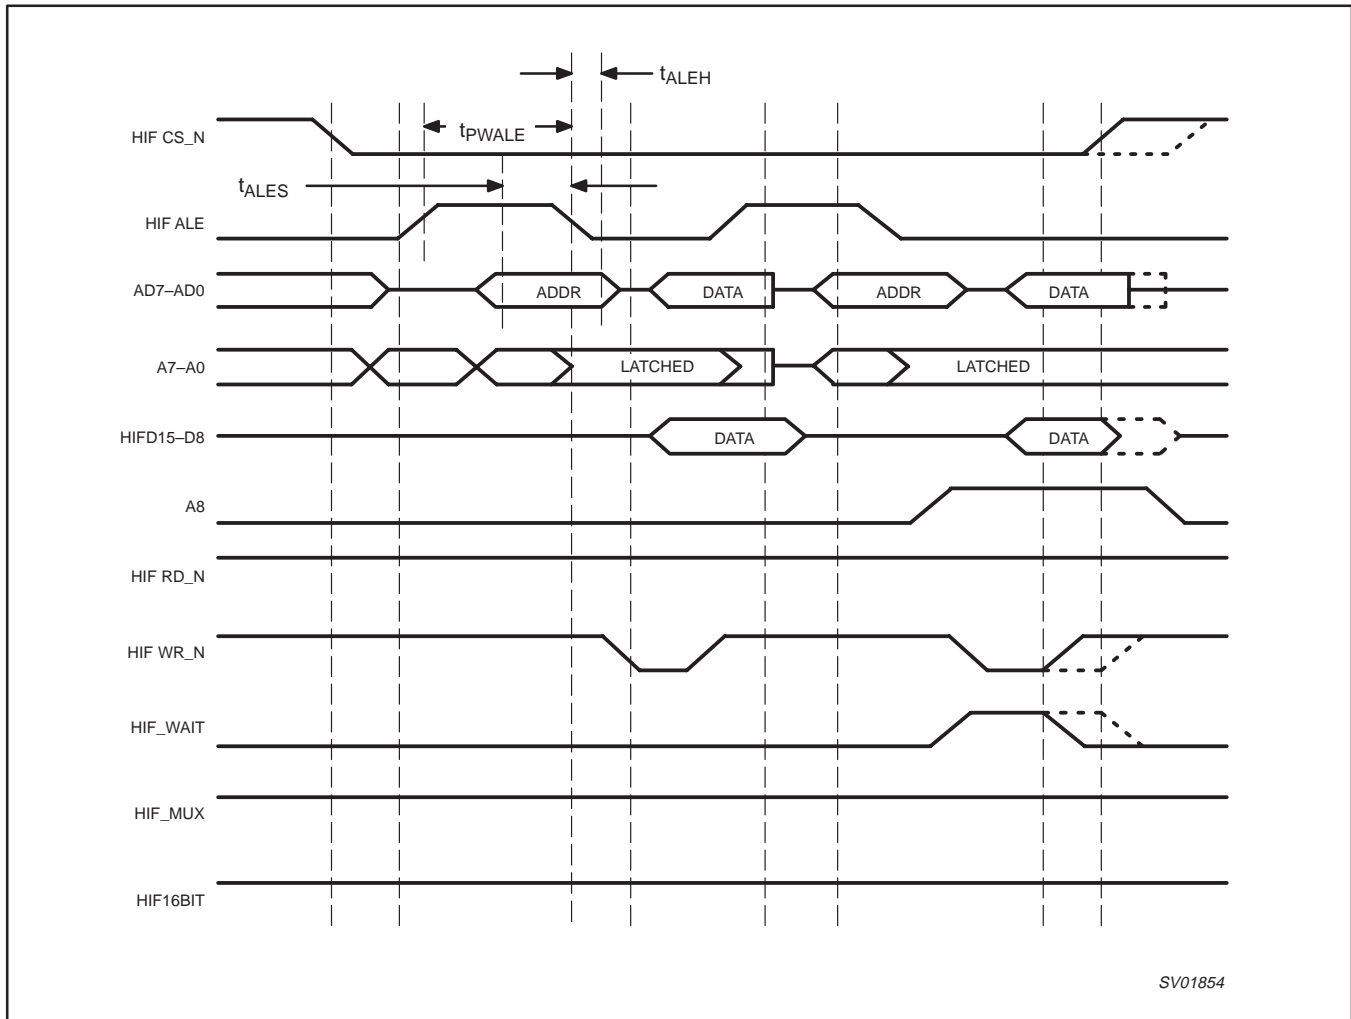 tALEH
HIF CS_N
tPWALE
tALES
HIF ALE
AD7–AD0 ADDR DATA ADDR DATA
A7–A0 LATCHED LATCHED
HIFD15–D8 DATA DATA
A8
HIF RD_N
HIF WR_N
HIF_WAIT
HIF_MUX
HIF16BIT
SV01854